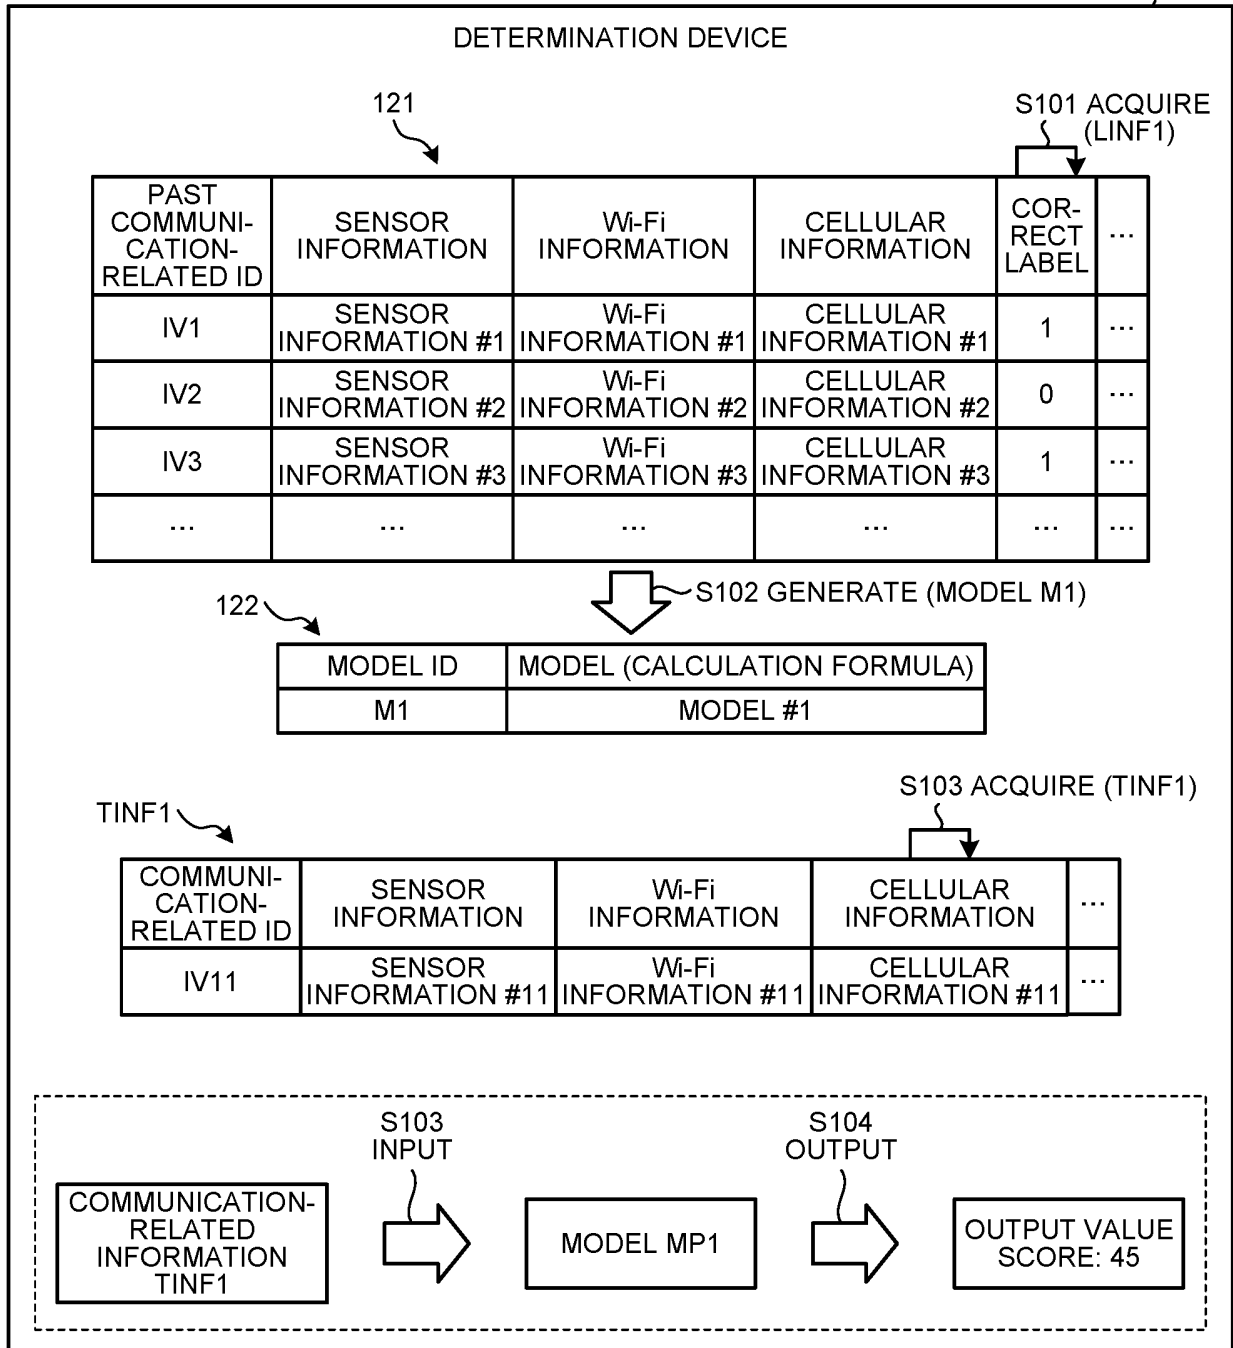 DETERMINATION DEVICE
121
S101 ACQUIRE
(LINF1)
PAST
COMMUNI-
CATION-
RELATED ID
SENSOR
INFORMATION
Wi-Fi
INFORMATION
CELLULAR
INFORMATION
COR-
RECT
LABEL
...
IV1
SENSOR
INFORMATION #1
Wi-Fi
INFORMATION #1
CELLULAR
INFORMATION #1
1
...
IV2
SENSOR
INFORMATION #2
Wi-Fi
INFORMATION #2
CELLULAR
INFORMATION #2
0
...
IV3
SENSOR
INFORMATION #3
Wi-Fi
INFORMATION #3
CELLULAR
INFORMATION #3
1
...
...
...
...
...
...
...
S102 GENERATE (MODEL M1)
122
MODEL ID
MODEL (CALCULATION FORMULA)
M1
MODEL #1
S103 ACQUIRE (TINF1)
TINF1
COMMUNI-
CATION-
RELATED ID
SENSOR
INFORMATION
Wi-Fi
INFORMATION
CELLULAR
INFORMATION
...
IV11
SENSOR
INFORMATION #11
Wi-Fi
INFORMATION #11
CELLULAR
INFORMATION #11
...
S103
INPUT
S104
OUTPUT
COMMUNICATION-
RELATED
INFORMATION
TINF1
MODEL MP1
OUTPUT VALUE
SCORE: 45